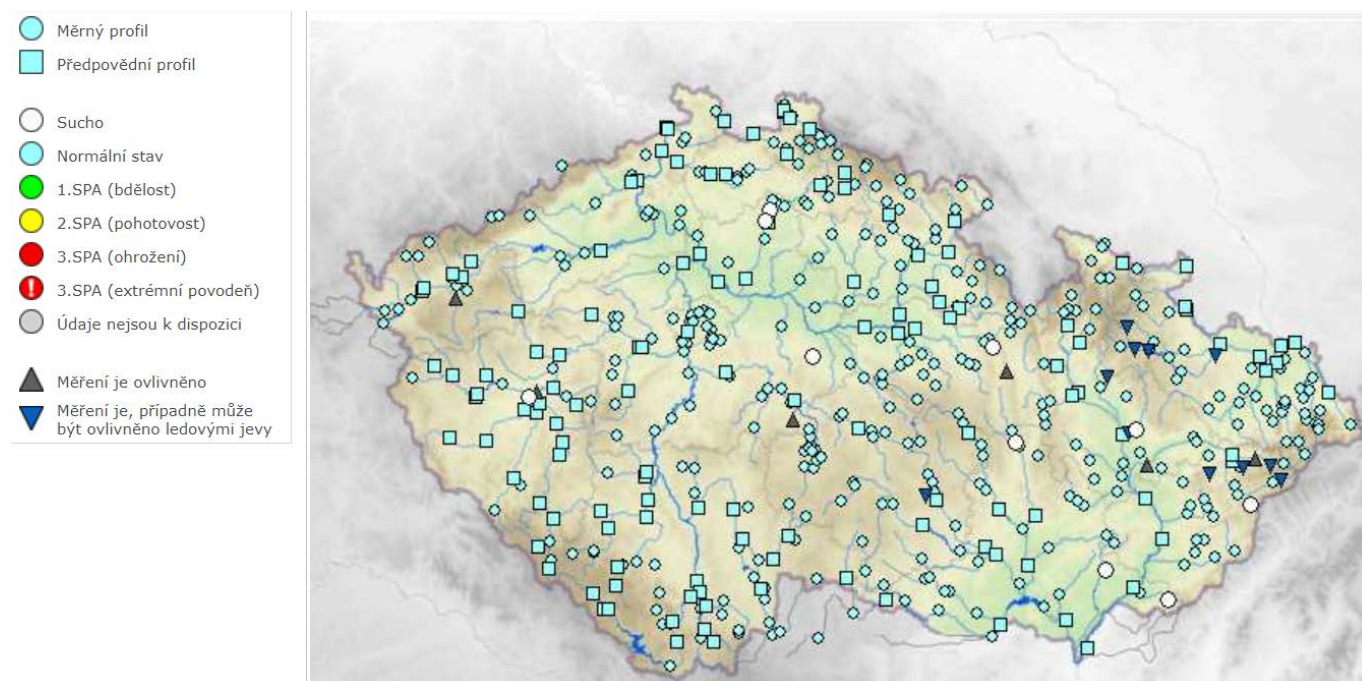 Měrný profil
Předpovědní profil
Sucho
Normální stav
1.SPA (bdělost)
2.SPA (pohotovost)
3.SPA (ohrožení)
3.SPA (extrémní povodeň)
Údaje nejsou k dispozici
Měření je ovlivněno
Měření je, případně může
být ovlivněno ledovými jevy